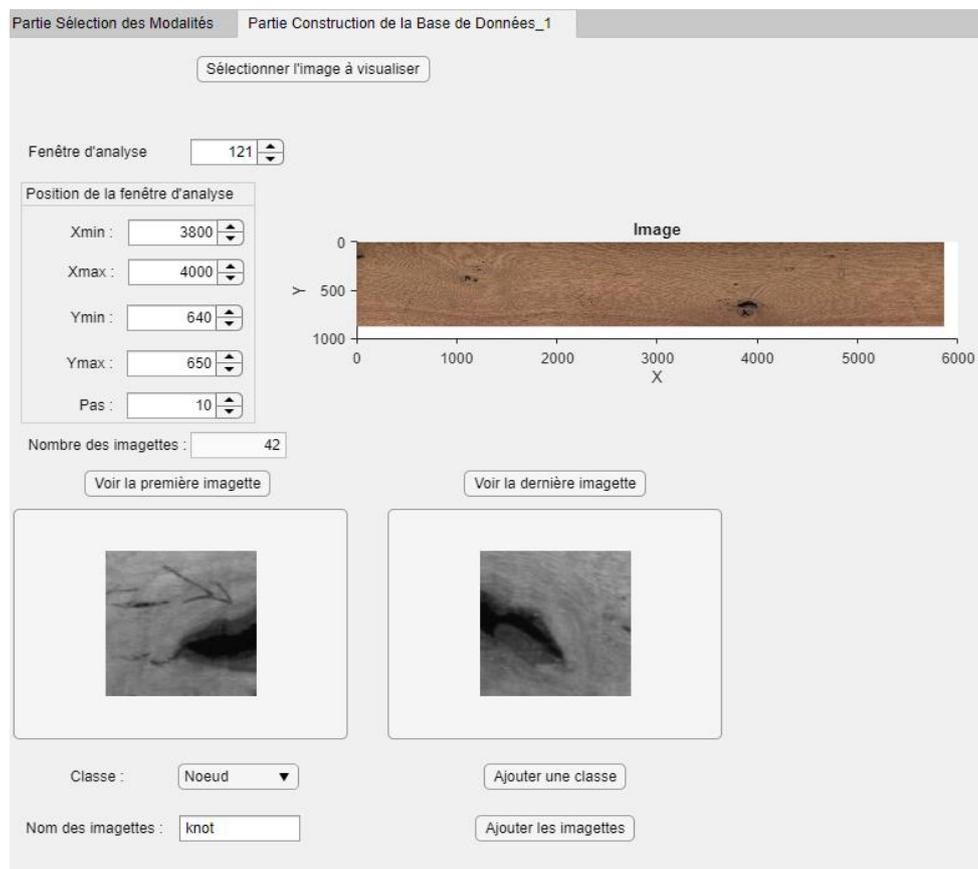 Partie Sélection des Modalités
Partie Construction de la Base de Données_1
Sélectionner l'image à visualiser
Fenêtre d'analyse 121
Position de la fenêtre d'analyse
Xmin : 3800
Xmax : 4000
Ymin : 640
Ymax : 650
Pas : 10
Image
0
500
1000
Y
0 1000 2000 3000 4000 5000 6000
X
Nombre des imagettes : 42
Voir la première imagette
Voir la dernière imagette
Classe : Noeud
Ajouter une classe
Nom des imagettes : knot
Ajouter les imagettes